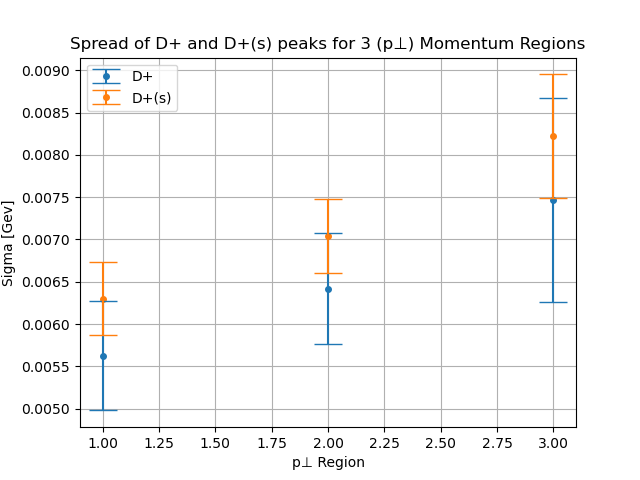 Spread of D+ and D+(s) peaks for 3 (p⊥) Momentum Regions
D+
D+(s)
0.0090
0.0085
0.0080
0.0075
0.0070
0.0065
0.0060
0.0055
0.0050
Sigma [Gev]
1.00 1.25 1.50 1.75 2.00 2.25 2.50 2.75 3.00
p⊥ Region